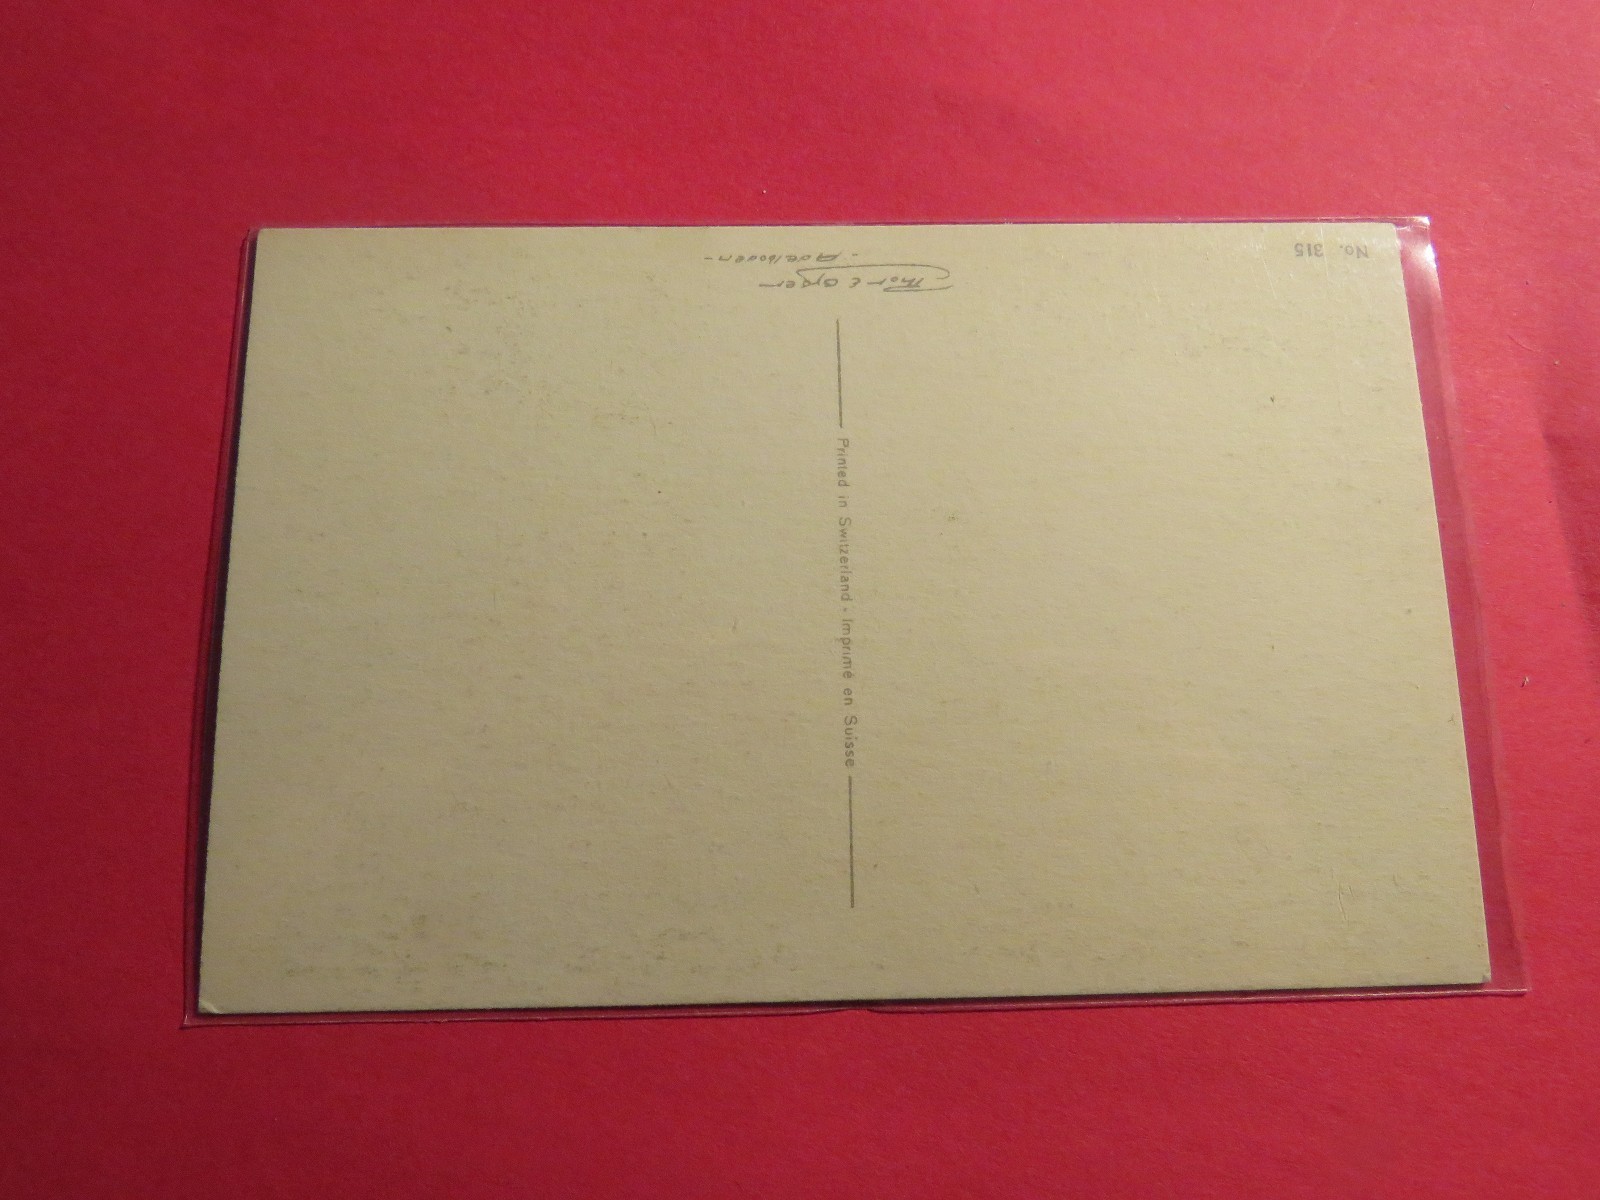 No. 315
Printed in Switzerland · Imprimé en Suisse
- Adelboden -